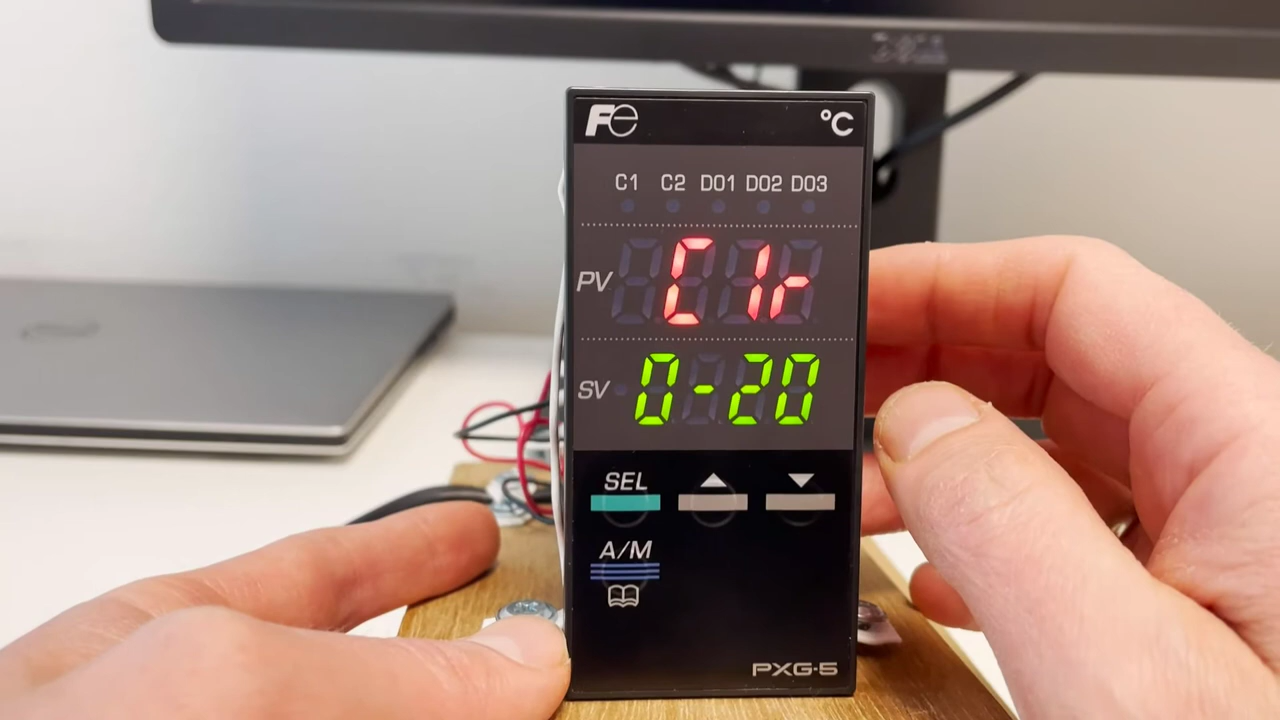 Fe °C
C1 C2 DO1 DO2 DO3
PV C1r
SV 0-20
SEL
A/M
PXG-5